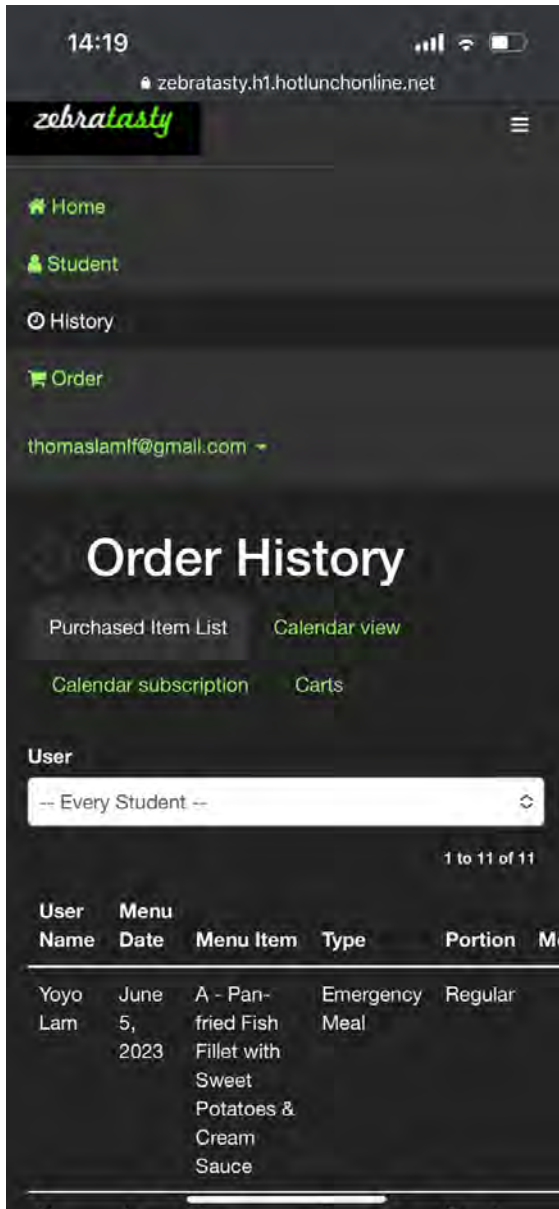 14:19
zebratasty.h1.hotlunchonline.net
zebratasty
Home
Student
History
Order
thomaslamlf@gmail.com
Order History
Purchased Item List Calendar view
Calendar subscription Carts
User
-- Every Student --
1 to 11 of 11
User Menu
Name Date Menu Item Type Portion
Yoyo June A - Pan- Emergency Regular
Lam 5, fried Fish Meal
2023 Fillet with
Sweet
Potatoes &
Cream
Sauce